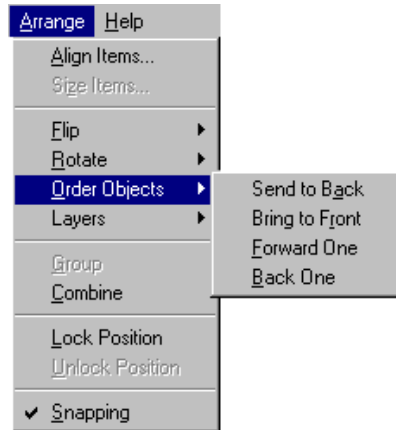 Arrange Help
Align Items...
Size Items...
Flip
Rotate
Order Objects
Layers
Group
Combine
Lock Position
Unlock Position
Snapping
Send to Back
Bring to Front
Forward One
Back One